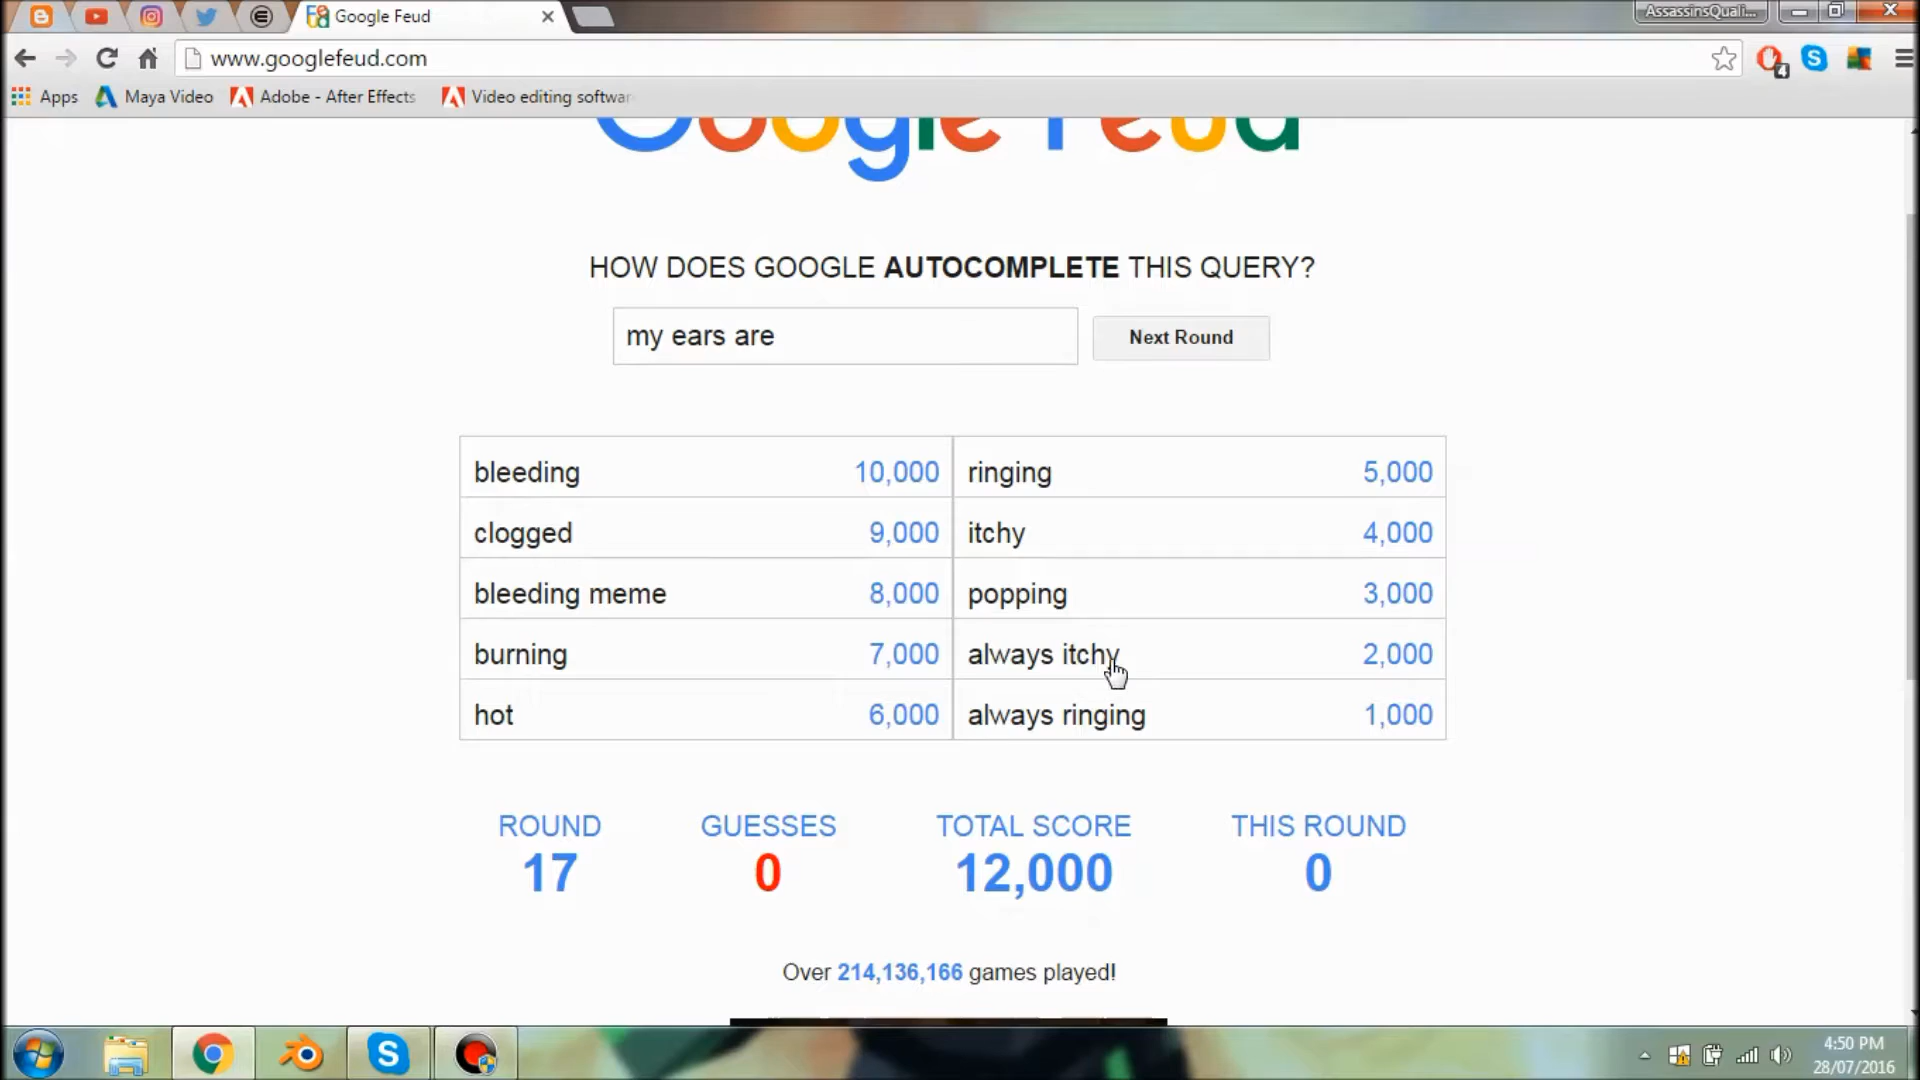 Google Feud
AssassinsQuali...
www.googlefeud.com
4
Apps
Maya Video
Adobe - After Effects
Video editing softwar
Google Feud
HOW DOES GOOGLE AUTOCOMPLETE THIS QUERY?
my ears are
Next Round
bleeding 10,000 ringing 5,000
clogged 9,000 itchy 4,000
bleeding meme 8,000 popping 3,000
burning 7,000 always itchy 2,000
hot 6,000 always ringing 1,000
ROUND GUESSES TOTAL SCORE THIS ROUND
17 0 12,000 0
Over 214,136,166 games played!
4:50 PM
28/07/2016